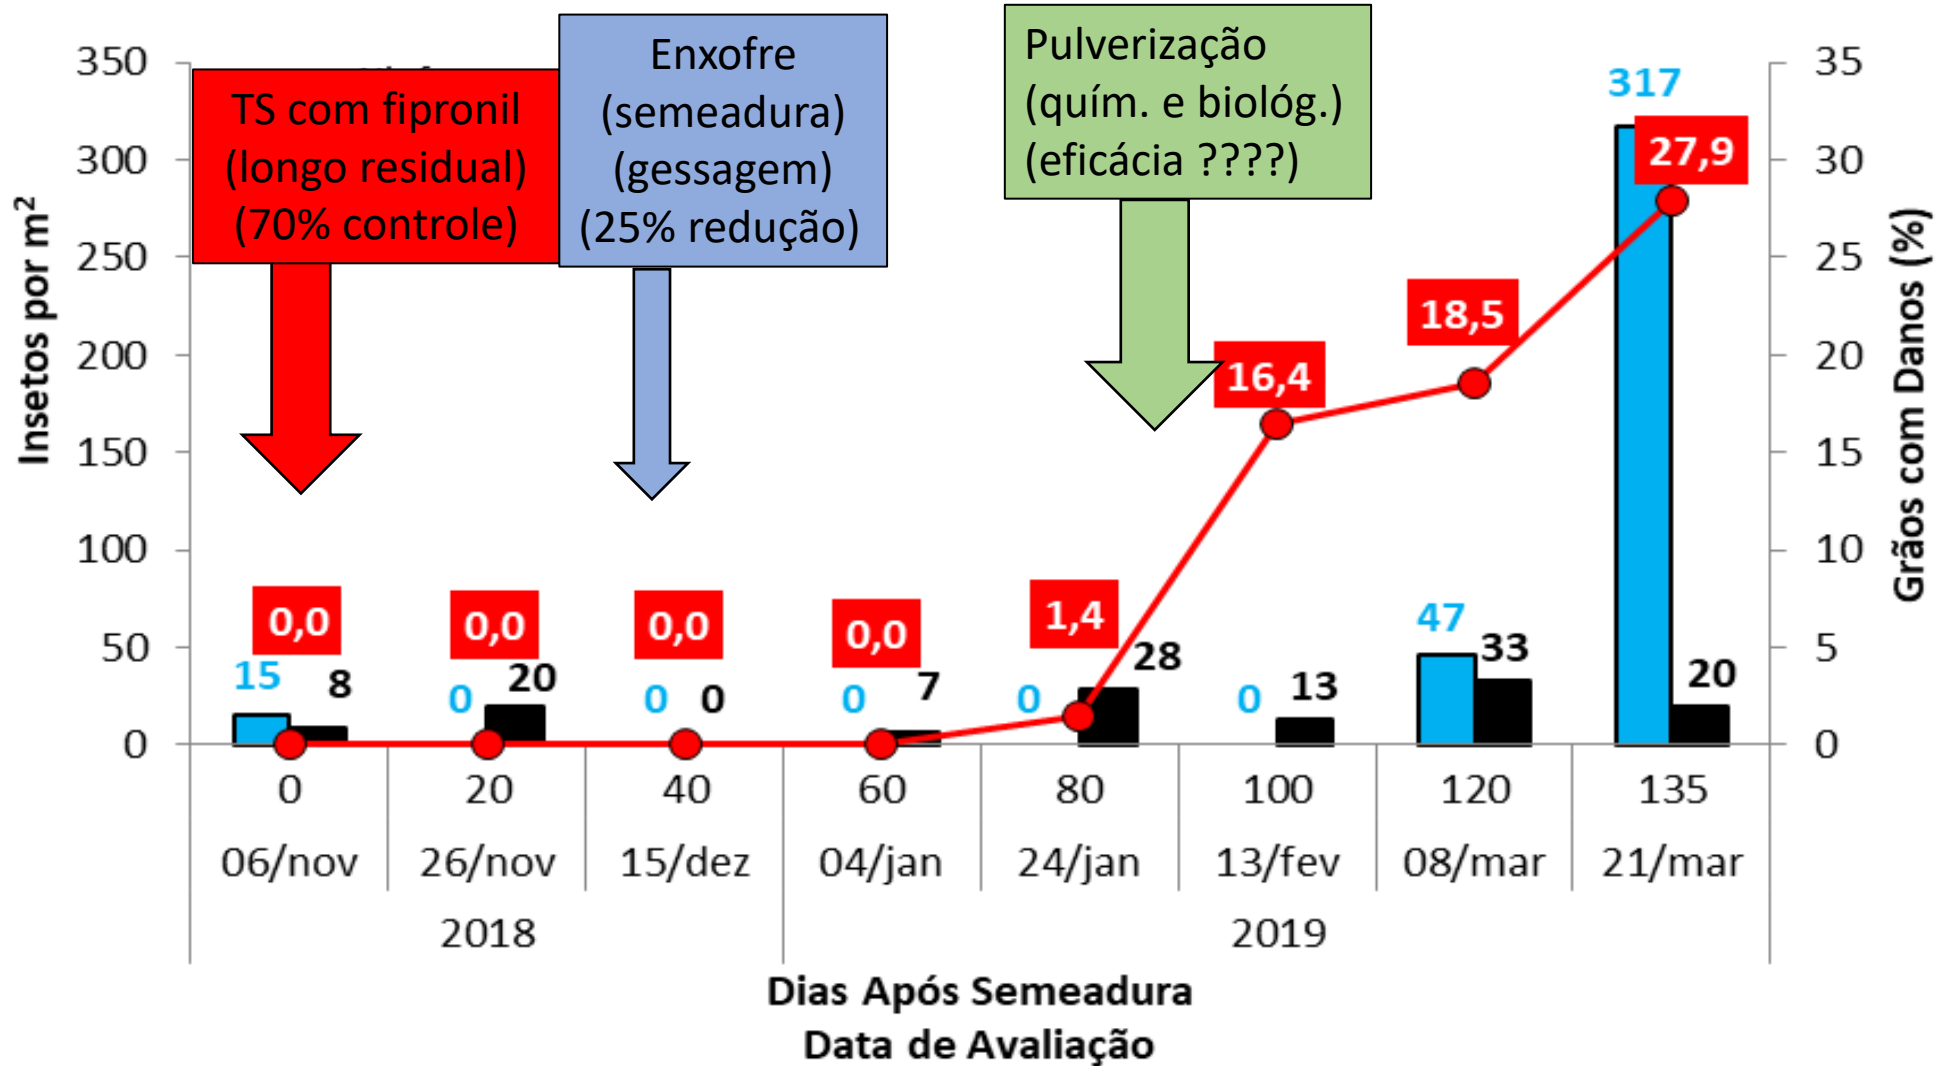 TS com fipronil
(longo residual)
(70% controle)
Enxofre
(semeadura)
(gessagem)
(25% redução)
Pulverização
(quím. e biológ.)
(eficácia ????)
Insetos por m²
350
300
250
200
150
100
50
0
Grãos com Danos (%)
35
30
25
20
15
10
5
0
0,0
0,0
0,0
0,0
1,4
16,4
18,5
27,9
15
8
0
20
0
0
0
7
0
28
0
13
47
33
317
20
0 20 40 60 80 100 120 135
06/nov 26/nov 15/dez 04/jan 24/jan 13/fev 08/mar 21/mar
2018 2019
Dias Após Semeadura
Data de Avaliação